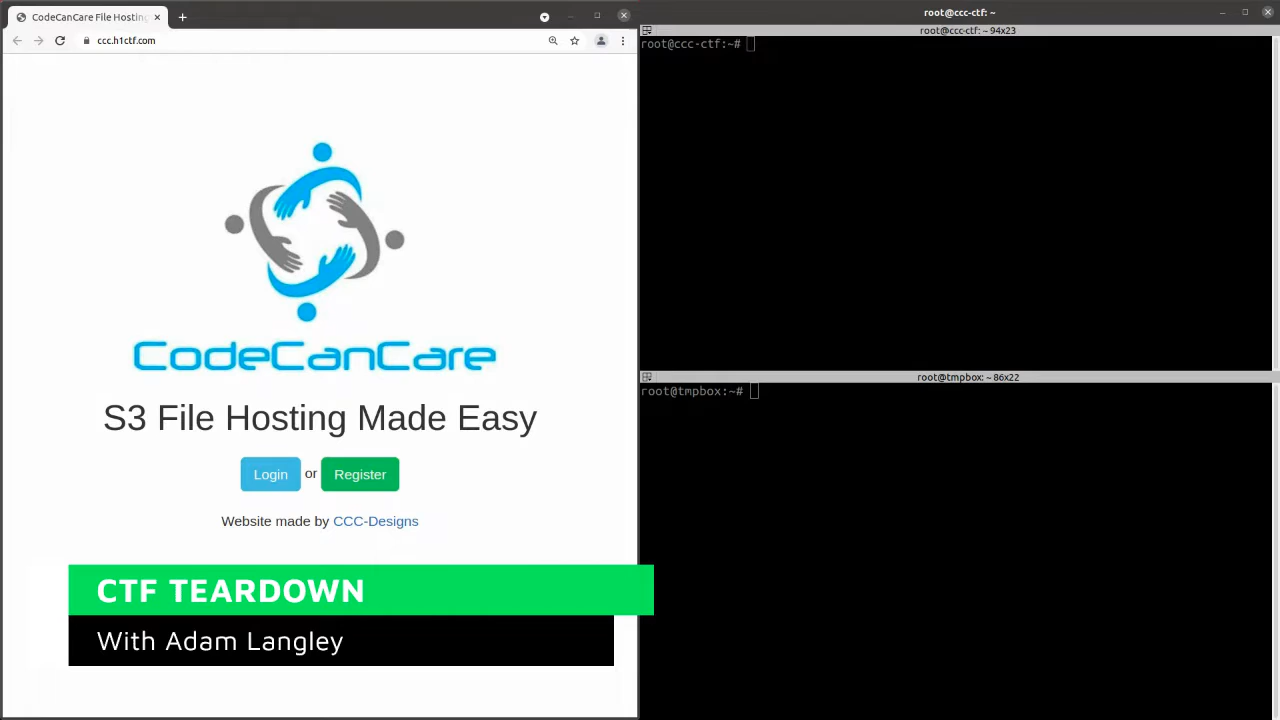 CodeCanCare File Hosting
ccc.h1ctf.com
CodeCanCare
S3 File Hosting Made Easy
Login or Register
Website made by CCC-Designs
CTF TEARDOWN
With Adam Langley
root@ccc-ctf: ~
root@ccc-ctf: ~ 94x23
root@ccc-ctf:~#
root@tmpbox: ~ 86x22
root@tmpbox:~#